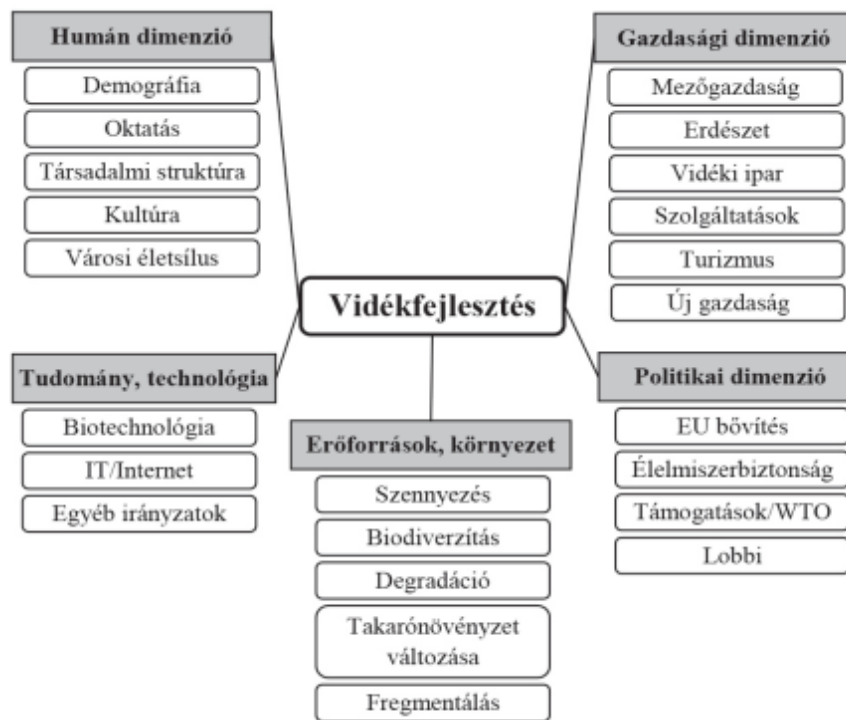 Humán dimenzió
Demográfia
Oktatás
Társadalmi struktúra
Kultúra
Városi életsílus
Gazdasági dimenzió
Mezőgazdaság
Erdészet
Vidéki ipar
Szolgáltatások
Turizmus
Új gazdaság
Vidékfejlesztés
Tudomány, technológia
Biotechnológia
IT/Internet
Egyéb irányzatok
Erőforrások, környezet
Szennyezés
Biodiverzítás
Degradáció
Takarónövényzet
változása
Fregmentálás
Politikai dimenzió
EU bővítés
Élelmiszerbiztonság
Támogatások/WTO
Lobbi